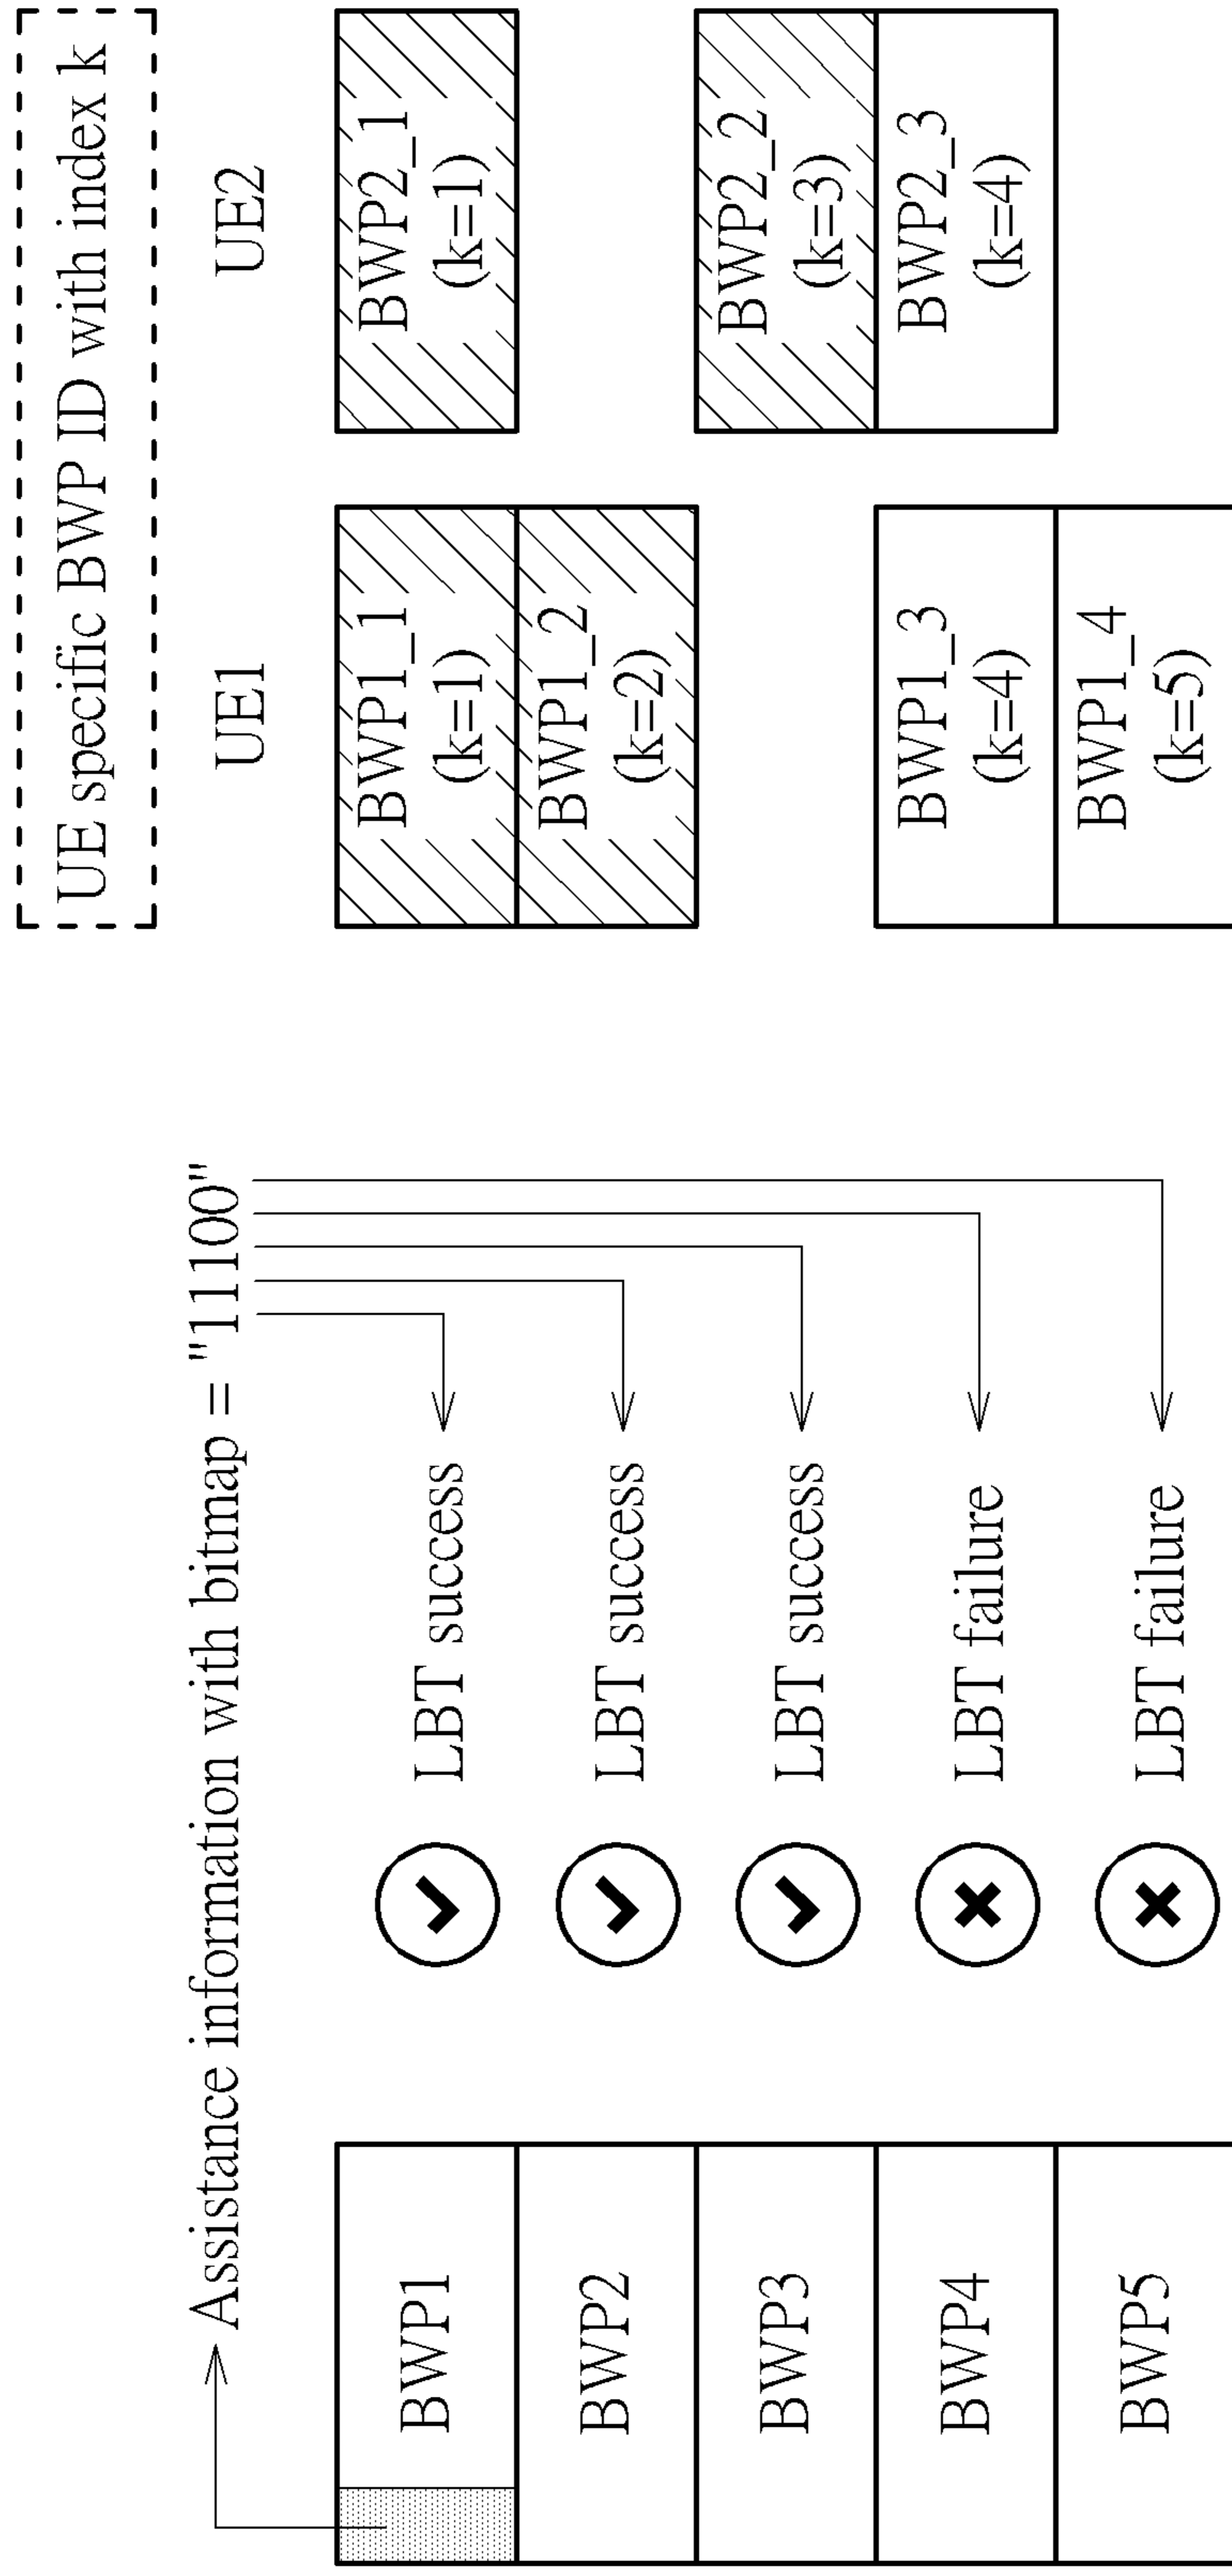 UE specific BWP ID with index k
Assistance information with bitmap = "11100"
UE1
UE2
BWP1
LBT success
BWP1_1
(k=1)
BWP2_1
(k=1)
BWP2
LBT success
BWP1_2
(k=2)
BWP3
LBT success
BWP2_2
(k=3)
BWP4
LBT failure
BWP1_3
(k=4)
BWP2_3
(k=4)
BWP5
LBT failure
BWP1_4
(k=5)